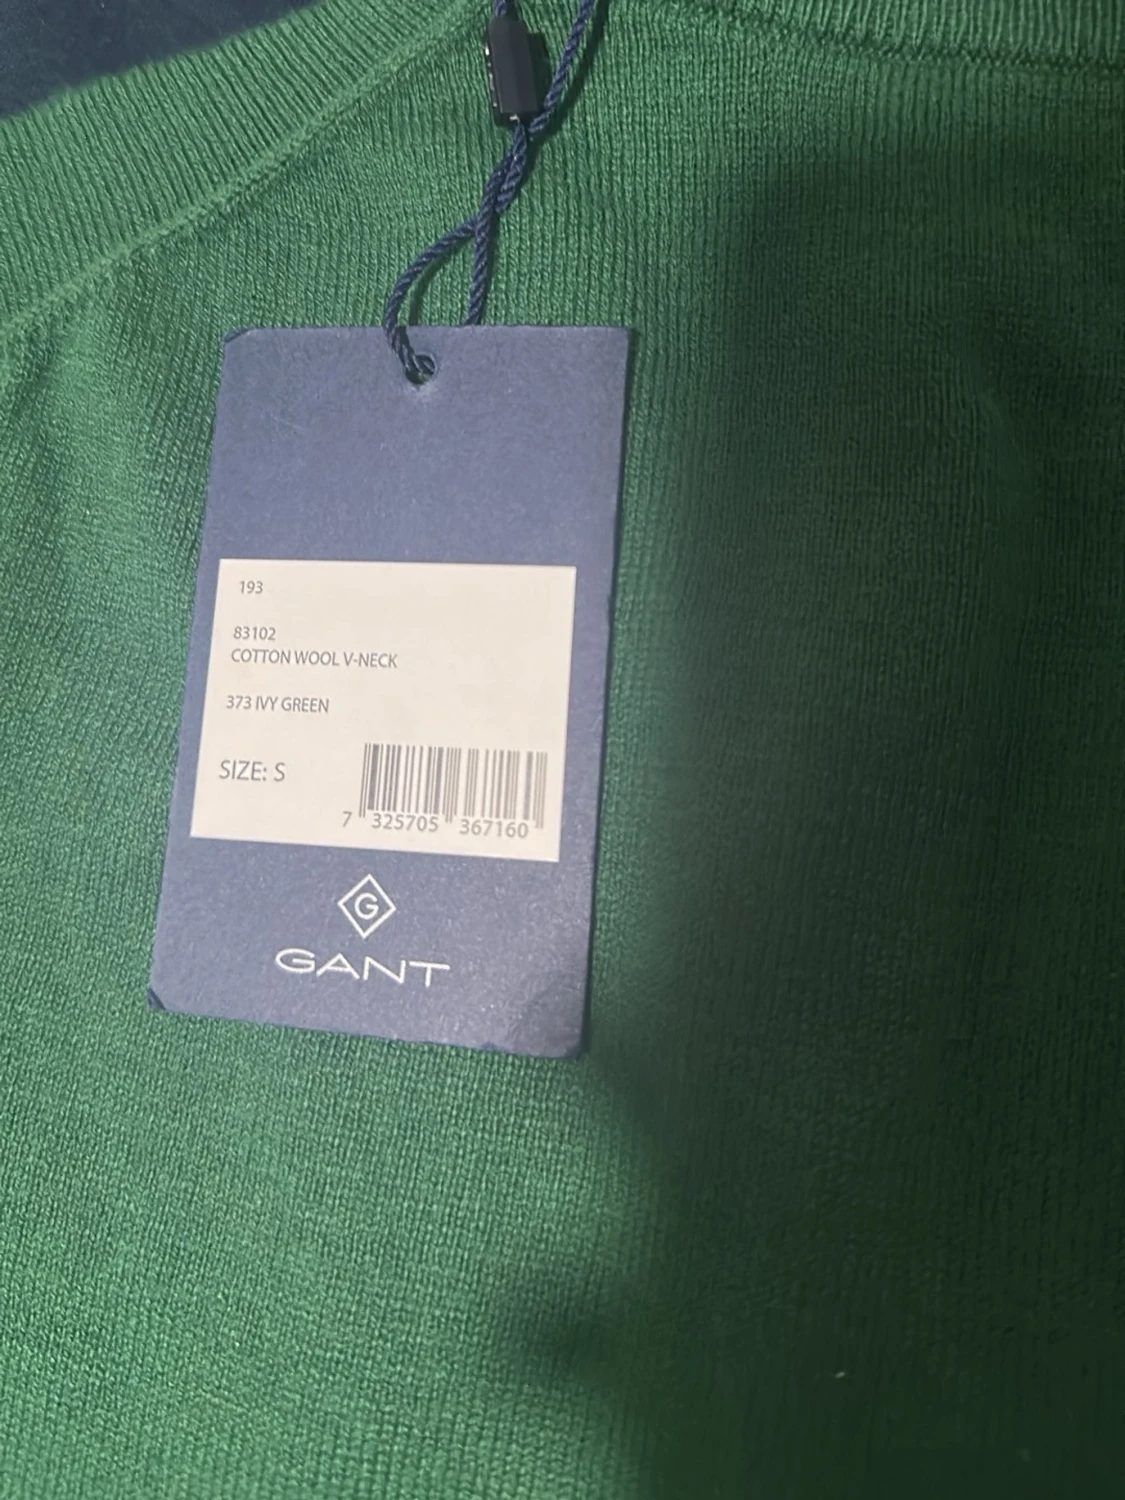 193
83102
COTTON WOOL V-NECK
373 IVY GREEN
SIZE: S
7 325705 367160
G
GANT